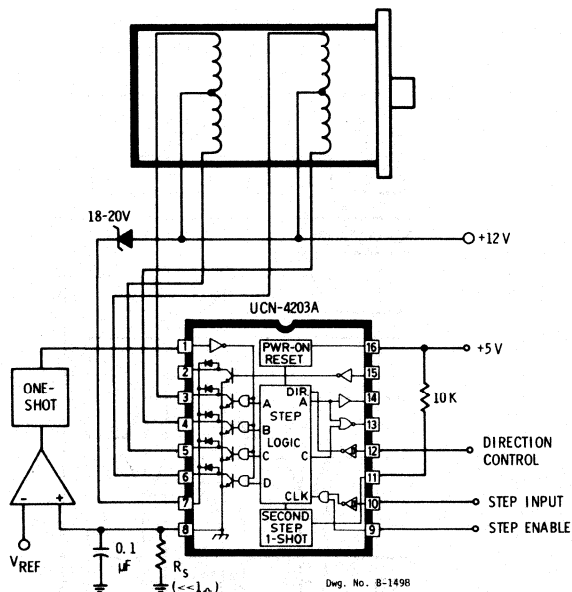 18-20V
+12 V
UCN-4203A
1
2
3
4
5
6
7
8
16
15
14
13
12
11
10
9
PWR-ON
RESET
DIR
A
A
STEP
B
LOGIC
C
C
D
CLK
SECOND
STEP
1-SHOT
+5 V
10 K
DIRECTION
CONTROL
STEP INPUT
STEP ENABLE
ONE-
SHOT
-
+
VREF
0.1
µF
RS
(<<1Ω)
Dwg. No. B-1498